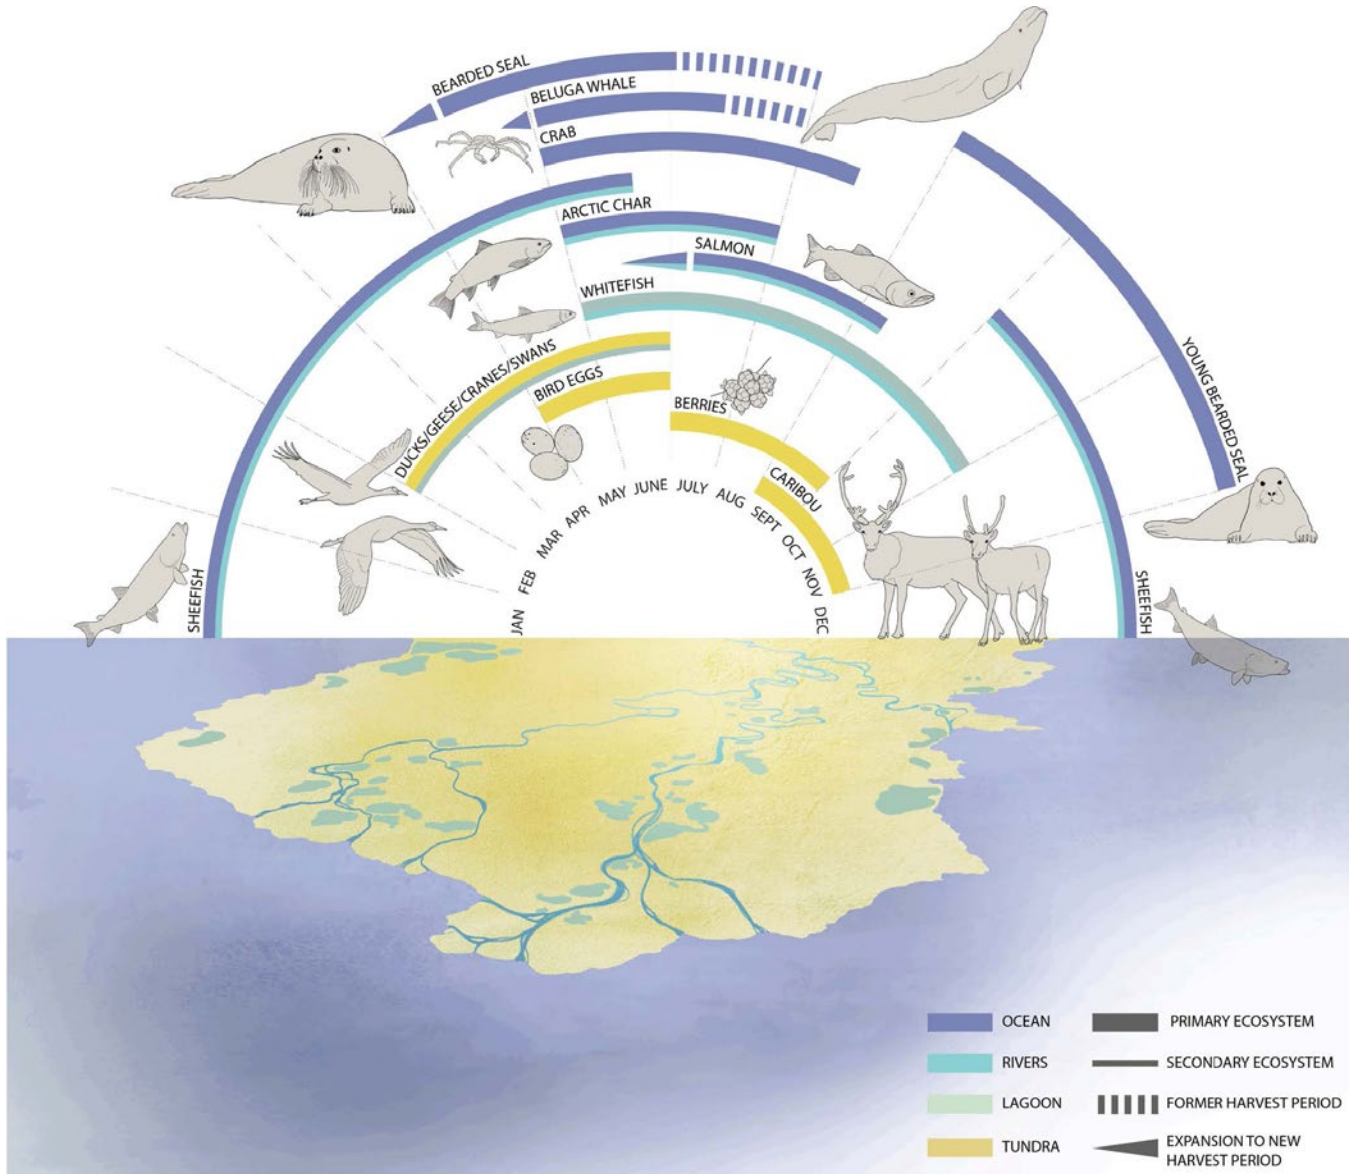 BEARDED SEAL
BELUGA WHALE
CRAB
ARCTIC CHAR
SALMON
WHITEFISH
DUCKS/GEESE/CRANES/SWANS
BIRD EGGS
BERRIES
CARIBOU
YOUNG BEARDED SEAL
SHEEFISH
SHEEFISH
JAN
FEB
MAR
APR
MAY
JUNE
JULY
AUG
SEPT
OCT
NOV
DEC
OCEAN
PRIMARY ECOSYSTEM
RIVERS
SECONDARY ECOSYSTEM
LAGOON
FORMER HARVEST PERIOD
TUNDRA
EXPANSION TO NEW
HARVEST PERIOD